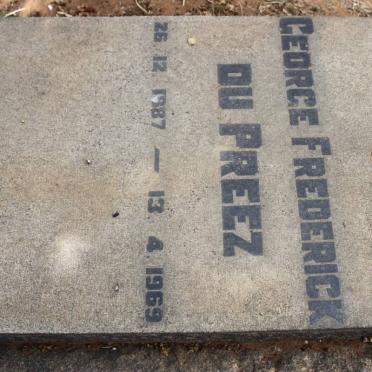 GEORGE FREDERICK
DU PREEZ
26. 12. 1987 — 13. 4. 1969